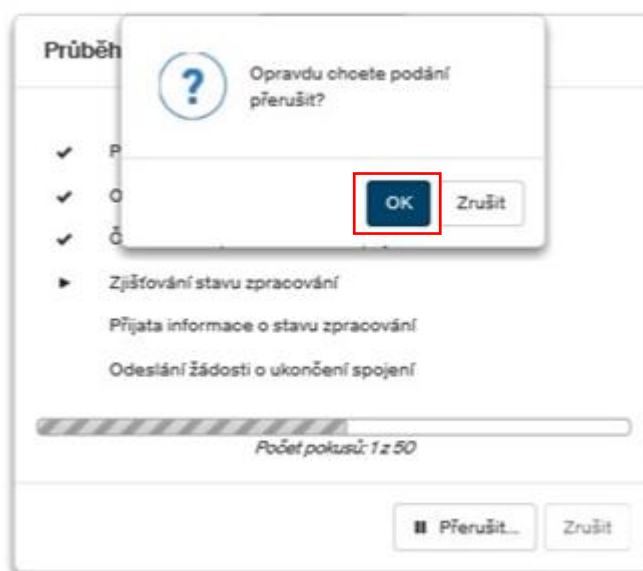 Průběh
Opravdu chcete podání
přerušit?
OK
Zrušit
P
O
Č
Zjišťování stavu zpracování
Přijata informace o stavu zpracování
Odeslání žádosti o ukončení spojení
Počet pokusů: 1 z 50
Přerušit...
Zrušit